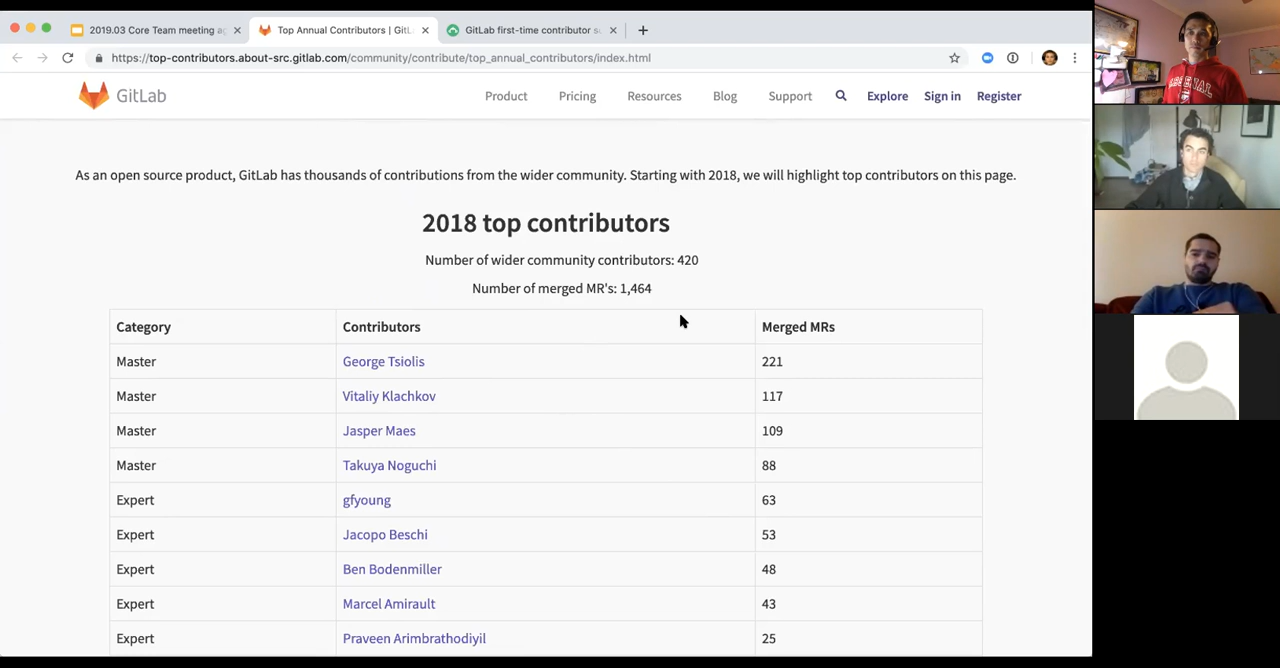 2019.03 Core Team meeting a
Top Annual Contributors | GitL
GitLab first-time contributor s
https://top-contributors.about-src.gitlab.com/community/contribute/top_annual_contributors/index.html
GitLab
Product Pricing Resources Blog Support Explore Sign in Register
As an open source product, GitLab has thousands of contributions from the wider community. Starting with 2018, we will highlight top contributors on this page.
2018 top contributors
Number of wider community contributors: 420
Number of merged MR's: 1,464
Category Contributors Merged MRs
Master George Tsiolis 221
Master Vitaliy Klachkov 117
Master Jasper Maes 109
Master Takuya Noguchi 88
Expert gfyoung 63
Expert Jacopo Beschi 53
Expert Ben Bodenmiller 48
Expert Marcel Amirault 43
Expert Praveen Arimbrathodiyil 25
ARSENAL